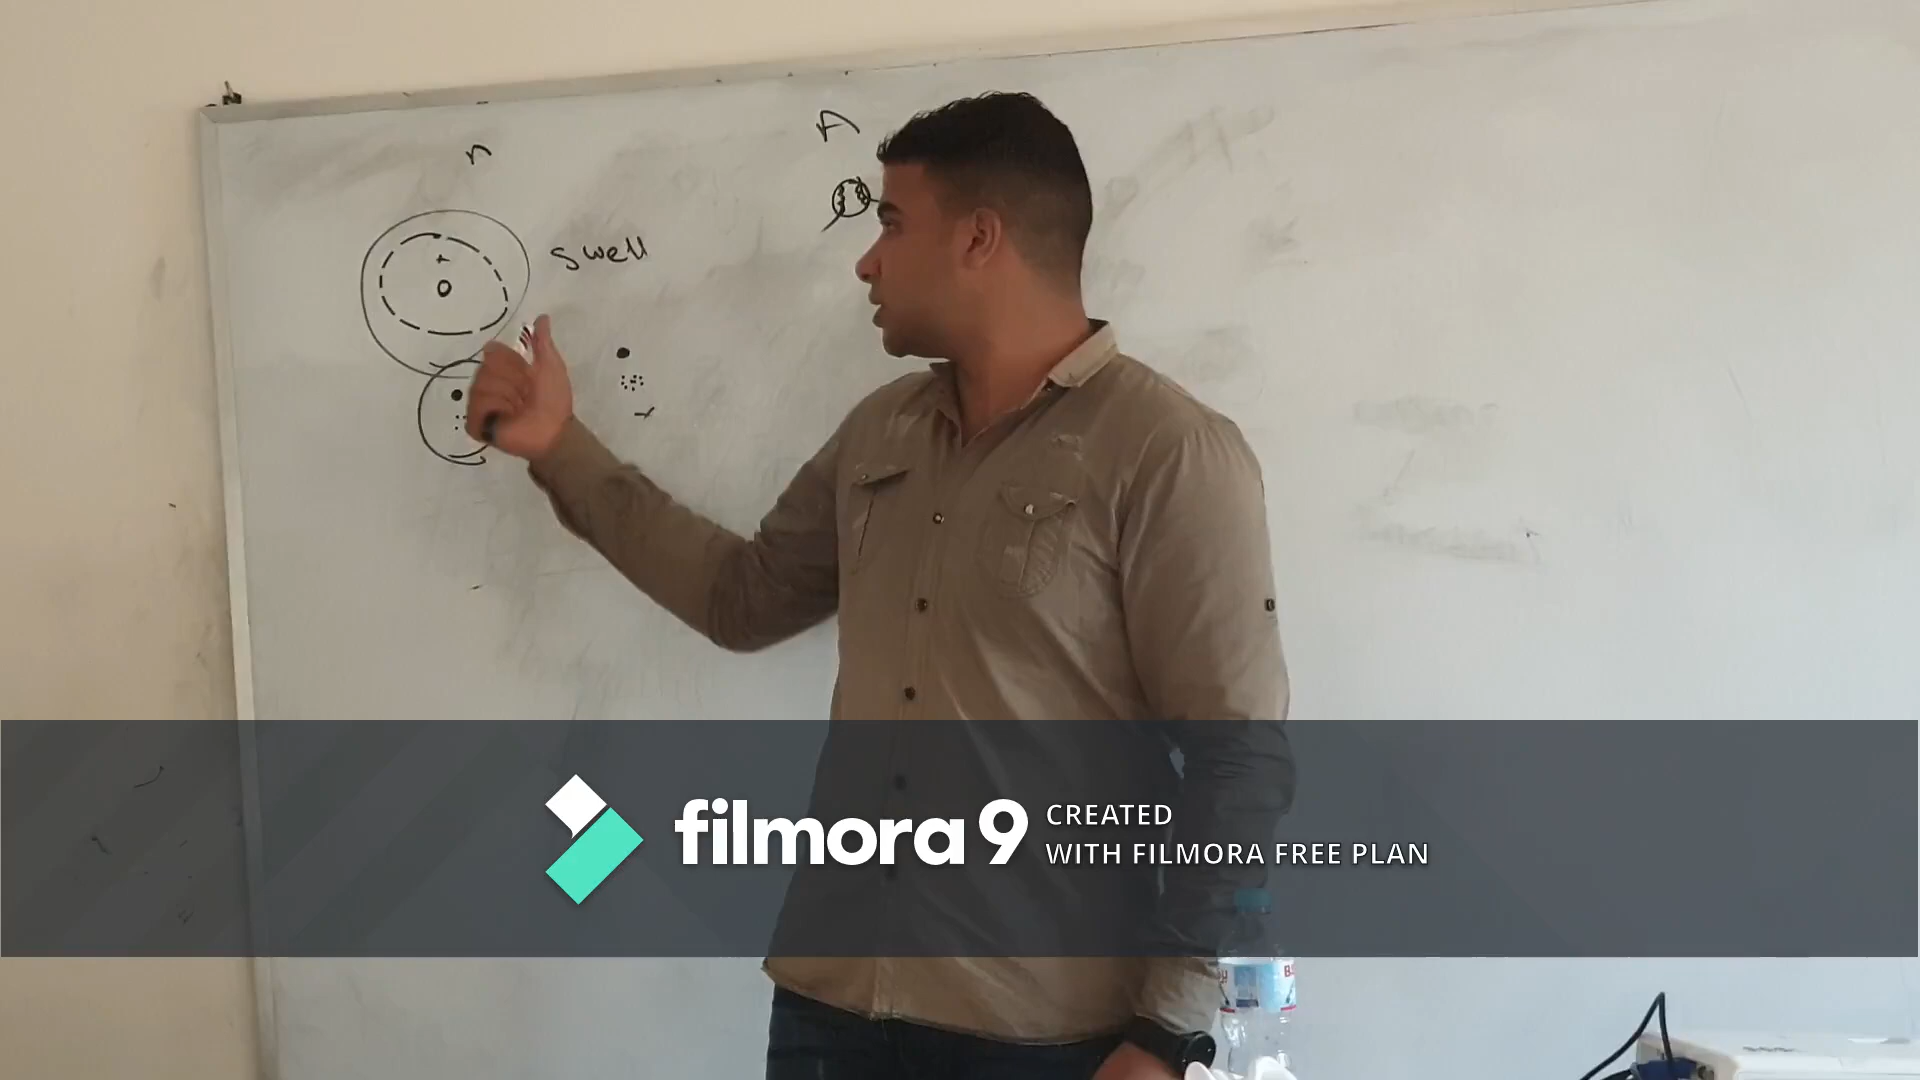 n
A
swell
filmora 9 CREATED
WITH FILMORA FREE PLAN